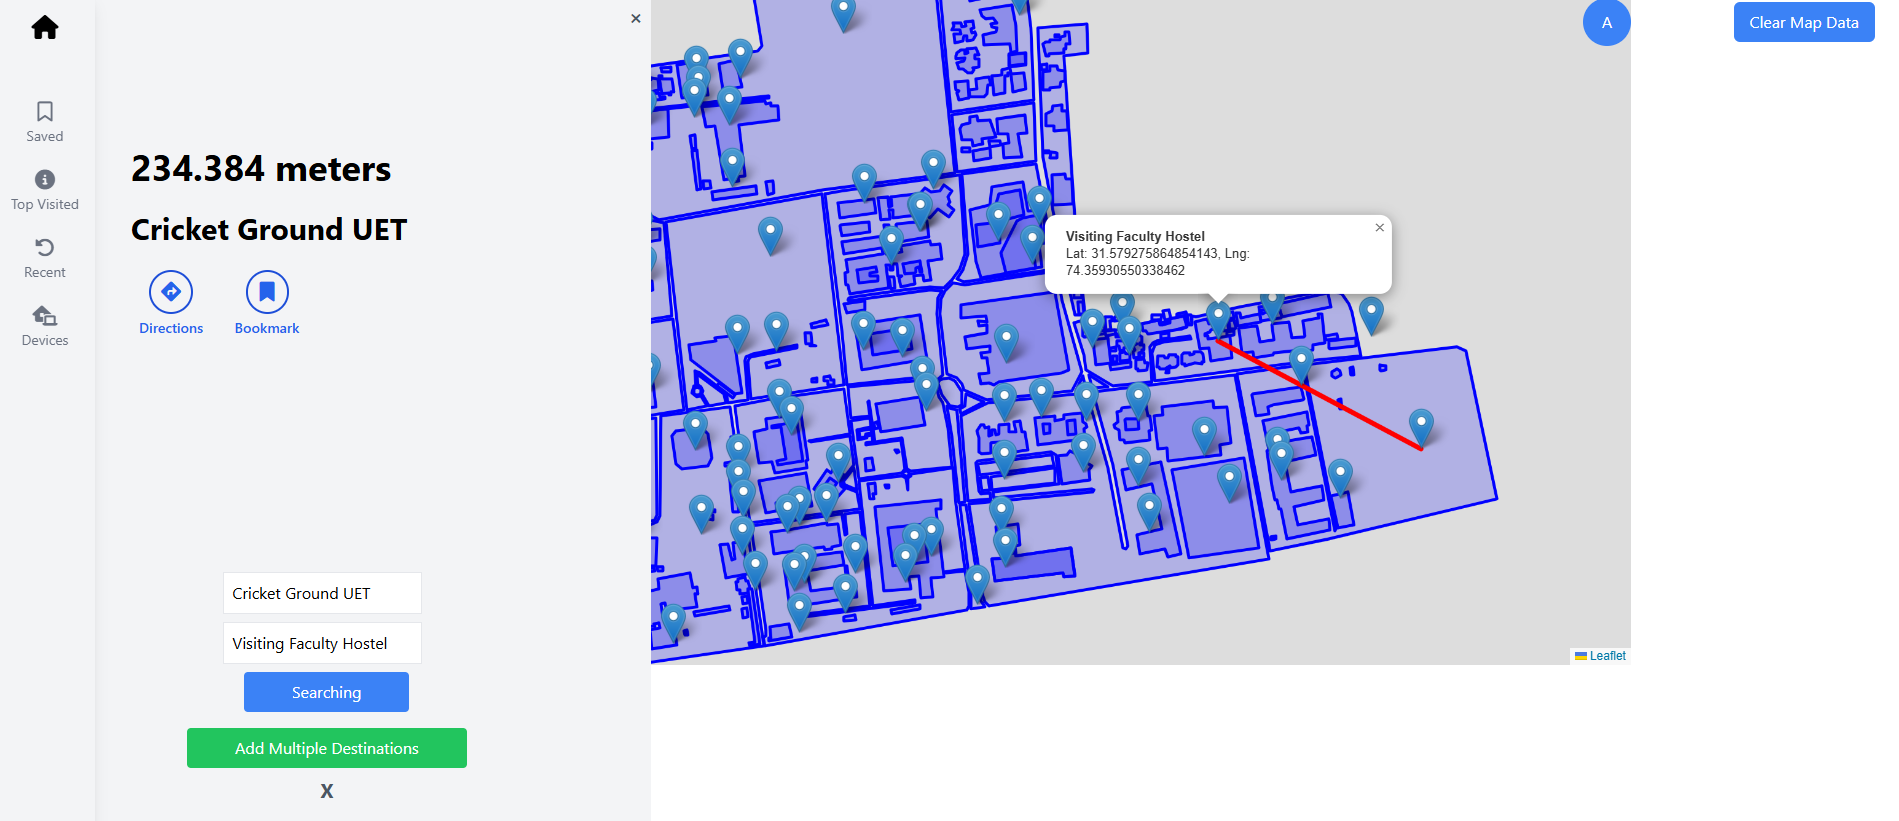 Saved
Top Visited
Recent
Devices
×
234.384 meters
Cricket Ground UET
Directions
Bookmark
Cricket Ground UET
Visiting Faculty Hostel
Searching
Add Multiple Destinations
X
Visiting Faculty Hostel
Lat: 31.579275864854143, Lng:
74.35930550338462
×
A
Clear Map Data
Leaflet